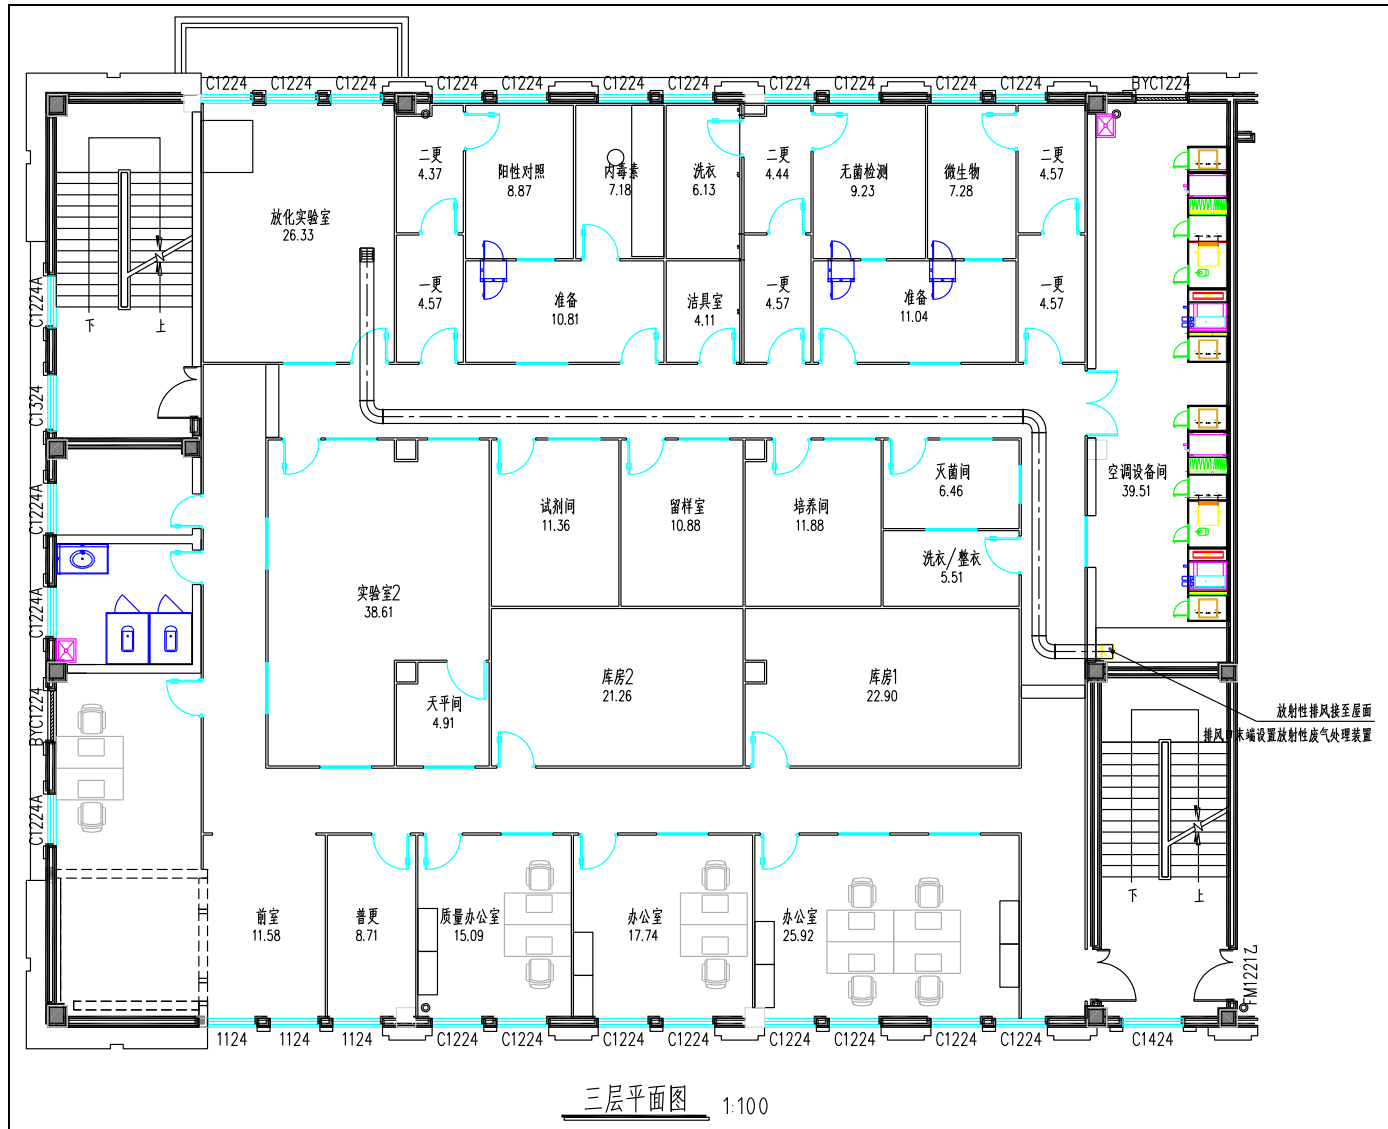 C1224 C1224 C1224 C1224 C1224 C1224 C1224 C1224 C1224 C1224 C1224 BYC1224
二更
4.37
阳性对照
8.87
内毒素
7.18
洗衣
6.13
二更
4.44
无菌检测
9.23
微生物
7.28
二更
4.57
放化实验室
26.33
一更
4.57
准备
10.81
洁具室
4.11
一更
4.57
准备
11.04
一更
4.57
下 上
C1224A
C1324
C1224A
C1224A
BYC1224
C1224A
试剂间
11.36
留样室
10.88
培养间
11.88
灭菌间
6.46
空调设备间
39.51
洗衣/整衣
5.51
实验室2
38.61
天平间
4.91
库房2
21.26
库房1
22.90
放射性排风接至屋面
排风口末端设置放射性废气处理装置
下 上
前室
11.58
普更
8.71
质量办公室
15.09
办公室
17.74
办公室
25.92
FM1221乙
1124 1124 1124 C1224 C1224 C1224 C1224 C1224 C1224 C1224 C1224 C1424
三层平面图 1:100